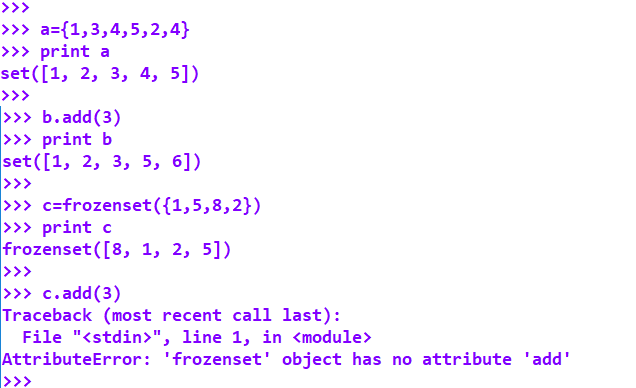 >>>
>>> a={1,3,4,5,2,4}
>>> print a
set([1, 2, 3, 4, 5])
>>>
>>> b.add(3)
>>> print b
set([1, 2, 3, 5, 6])
>>>
>>> c=frozenset({1,5,8,2})
>>> print c
frozenset([8, 1, 2, 5])
>>>
>>> c.add(3)
Traceback (most recent call last):
  File "<stdin>", line 1, in <module>
AttributeError: 'frozenset' object has no attribute 'add'
>>>